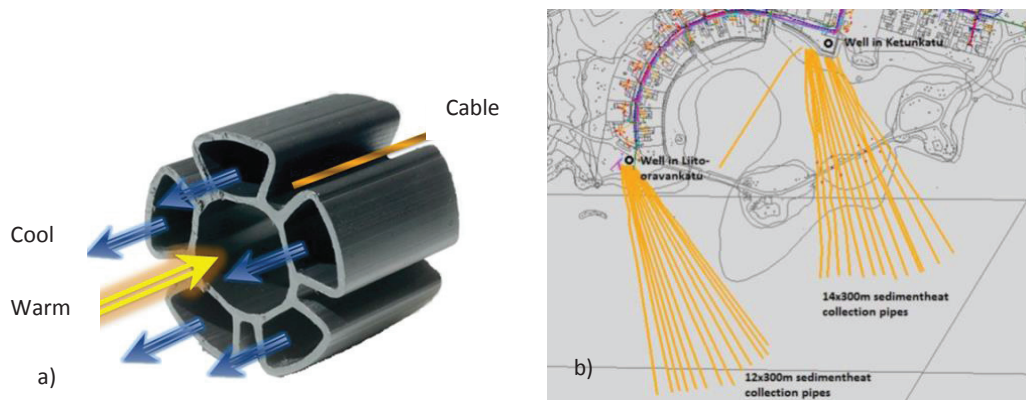 Cable
Cool
Warm
a)
Well in Ketunkatu
Well in Liito-
oravankatu
14x300m sedimentheat
collection pipes
12x300m sedimentheat
collection pipes
b)